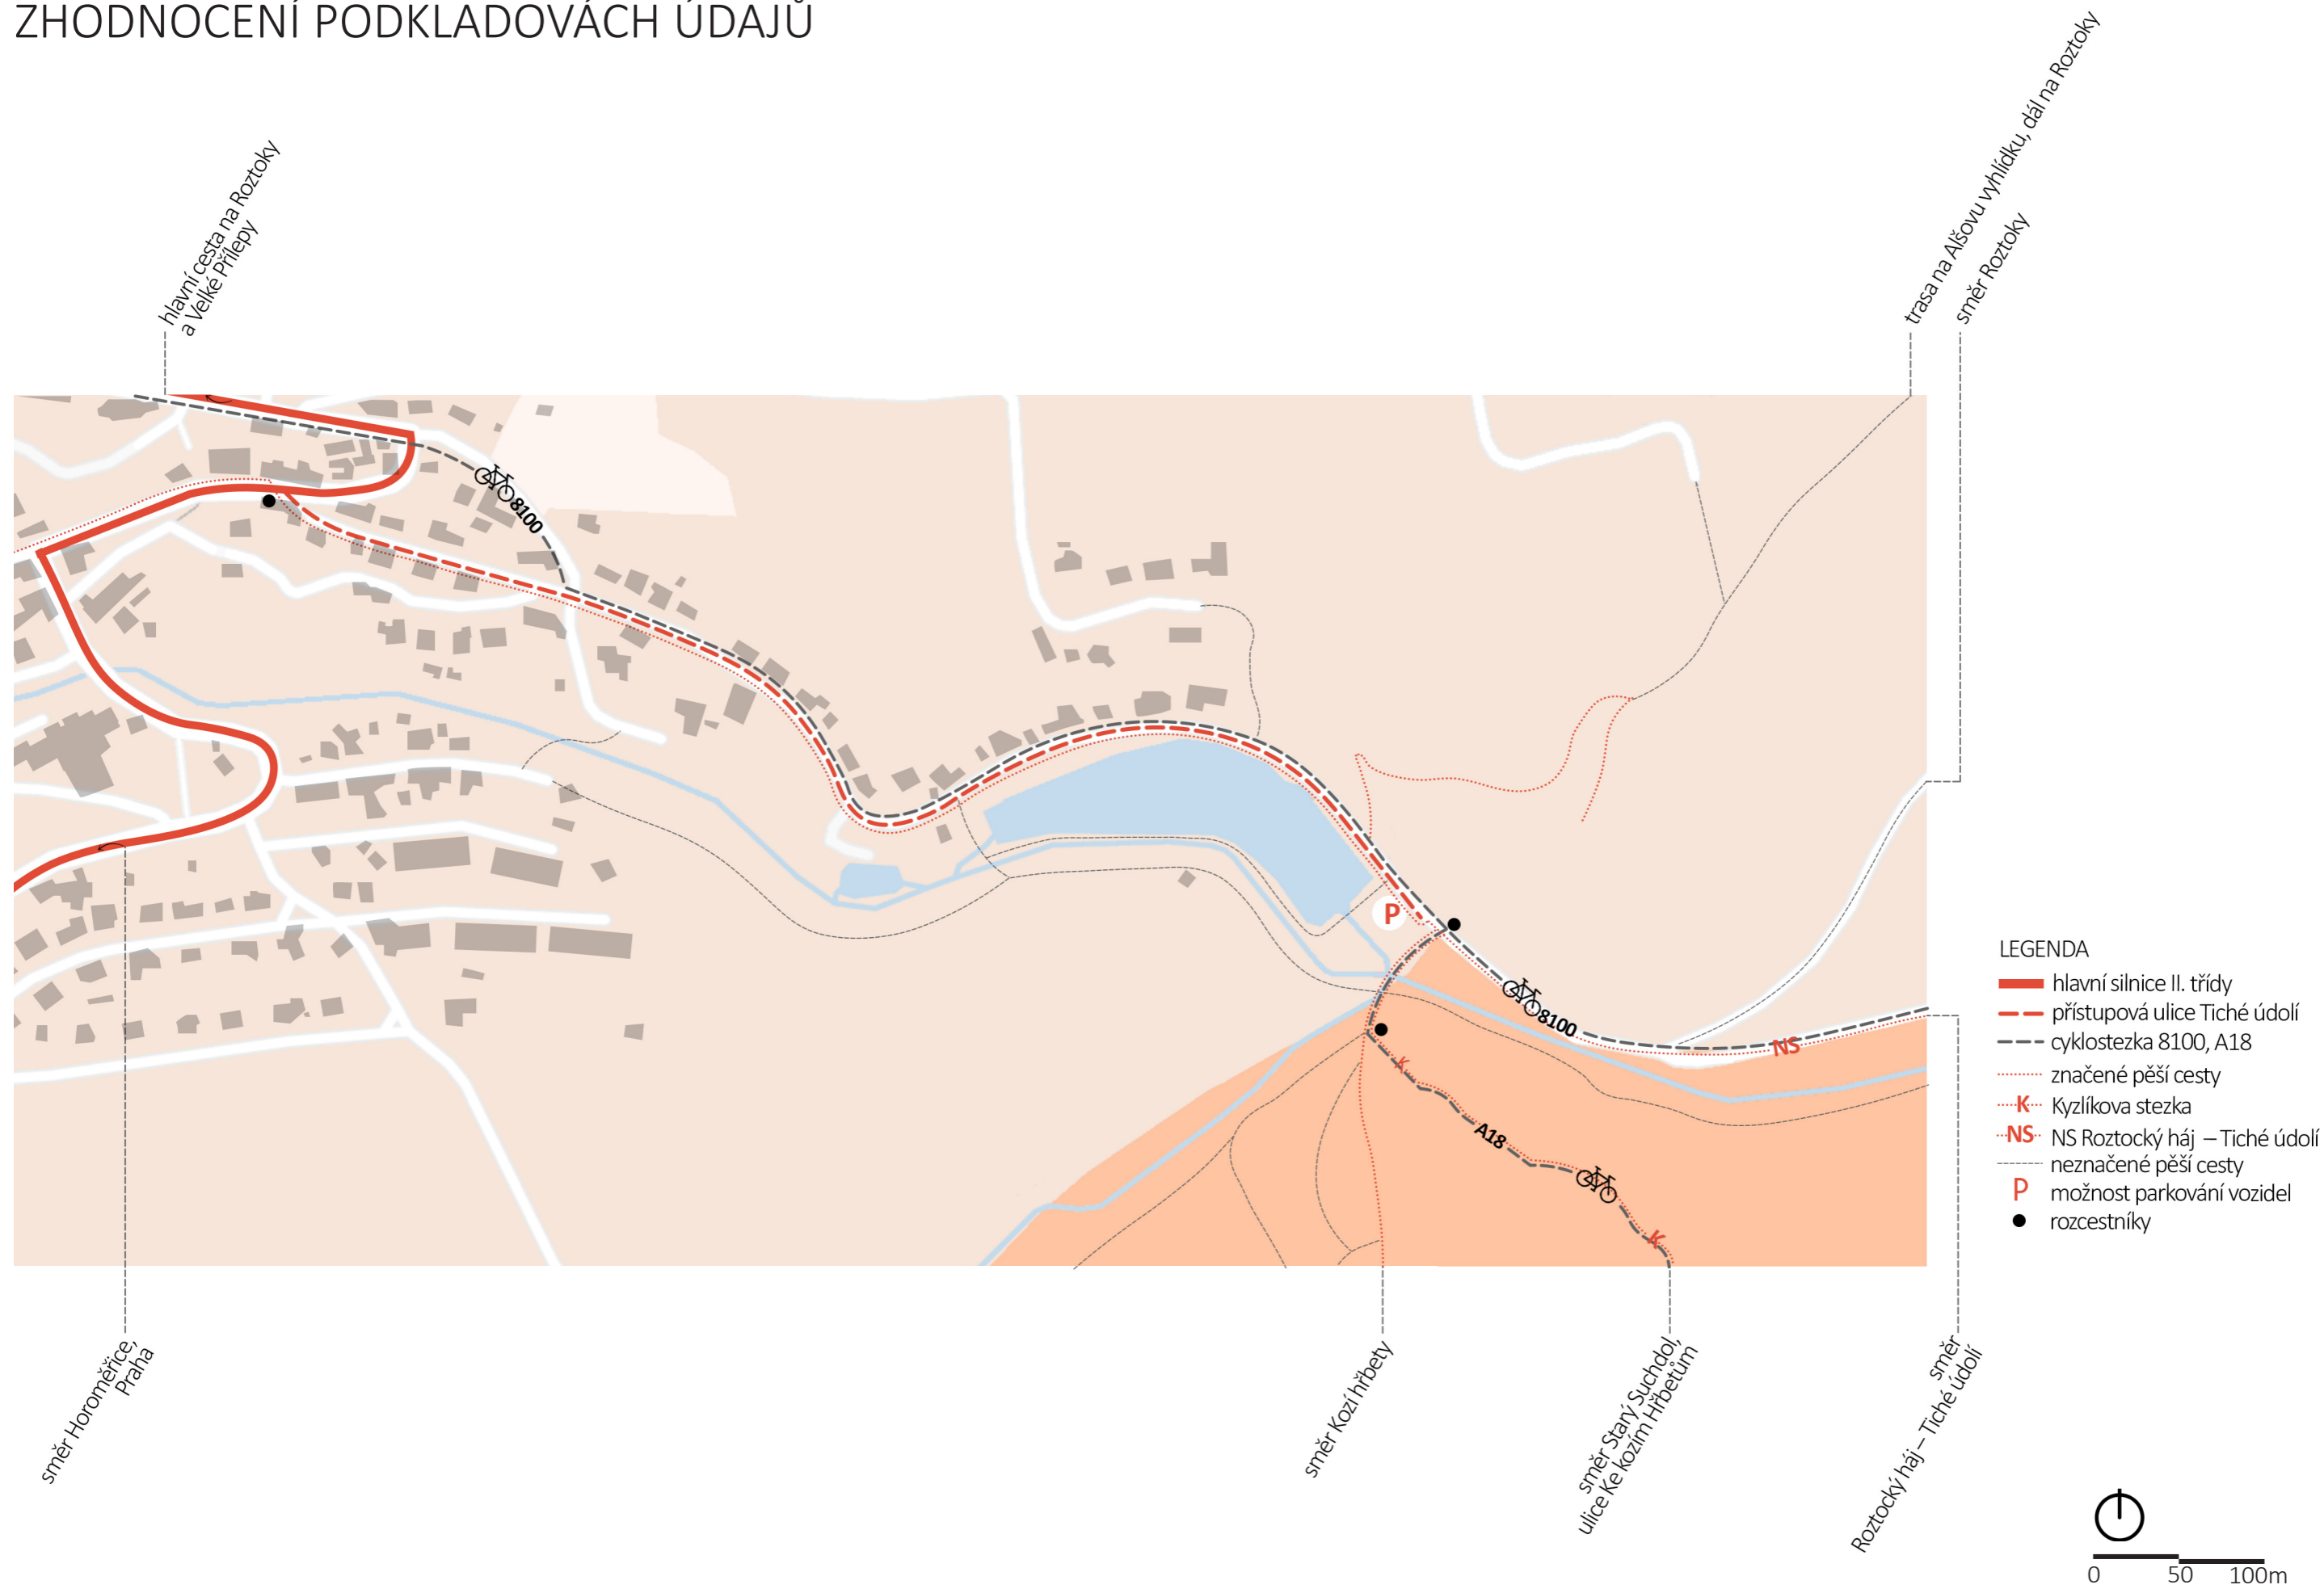 ZHODNOCENÍ PODKLADOVÁCH ÚDAJŮ
hlavní cesta na Roztoky
a Velké Přílepy
trasa na Alšovu vyhlídku, dál na Roztoky
směr Roztoky
8100
P
8100
NS
K
A18
K
LEGENDA
hlavní silnice II. třídy
přístupová ulice Tiché údolí
cyklostezka 8100, A18
značené pěší cesty
K Kyzlíkova stezka
NS NS Roztocký háj – Tiché údolí
neznačené pěší cesty
P možnost parkování vozidel
rozcestníky
směr Horoměřice,
Praha
směr Kozí hřbety
směr Starý Suchdol,
ulice Ke kozím Hřbetům
směr
Roztocký háj – Tiché údolí
0 50 100m